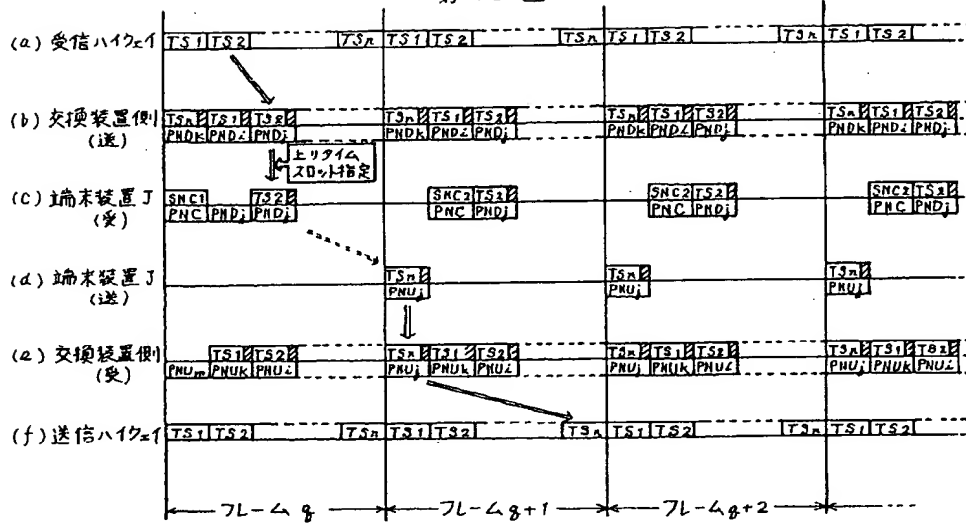 (a) 受信ハイウェイ TS1 TS2 TSn TS1 TS2 TSn TS1 TS2 TSn TS1 TS2
(b) 交換装置側 (送) TSn TS1 TS2 TSn TS1 TS2 TSn TS1 TS2 TSn TS1 TS2
PNDk PNDi PNDj PNDk PNDi PNDj PNDk PNDi PNDj PNDk PNDi PNDj
上りタイム
スロット指定
(c) 端末装置J (受) SNC1 TS2 SNC2 TS2 SNC2 TS2 SNC2 TS2
PNC PNDj PNDj PNC PNDj PNC PNDj PNC PNDj
(d) 端末装置J (送) TSn TSn TSn
PNUj PNUj PNUj
(e) 交換装置側 (受) TS1 TS2 TSn TS1 TS2 TSn TS1 TS2 TSn TS1 TS2
PNUm PNUk PNUi PNUj PNUk PNUi PNUj PNUk PNUi PNUj PNUk PNUi
(f) 送信ハイウェイ TS1 TS2 TSn TS1 TS2 TSn TS1 TS2 TSn TS1 TS2
フレームq フレームq+1 フレームq+2